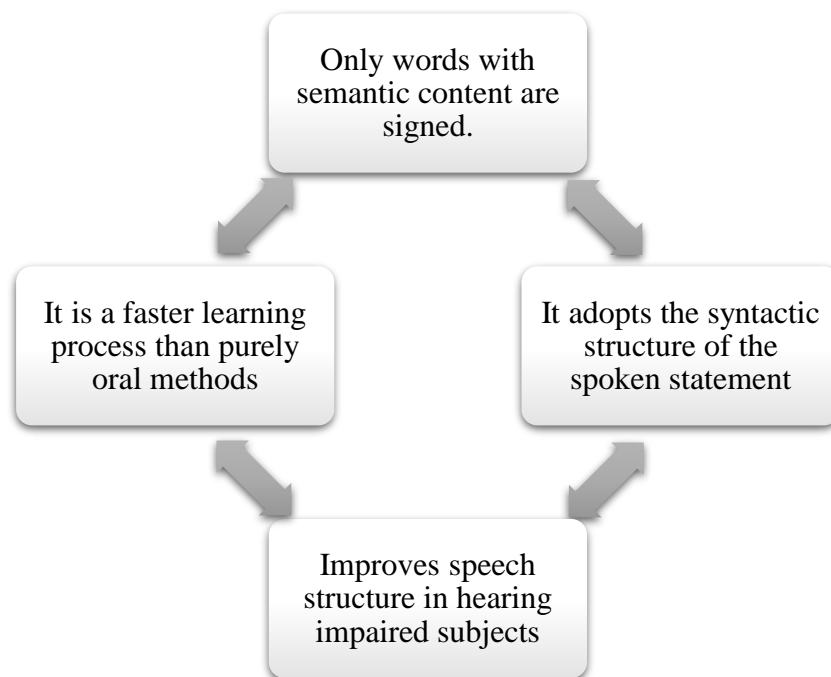 Only words with
semantic content are
signed.
It is a faster learning
process than purely
oral methods
It adopts the syntactic
structure of the
spoken statement
Improves speech
structure in hearing
impaired subjects